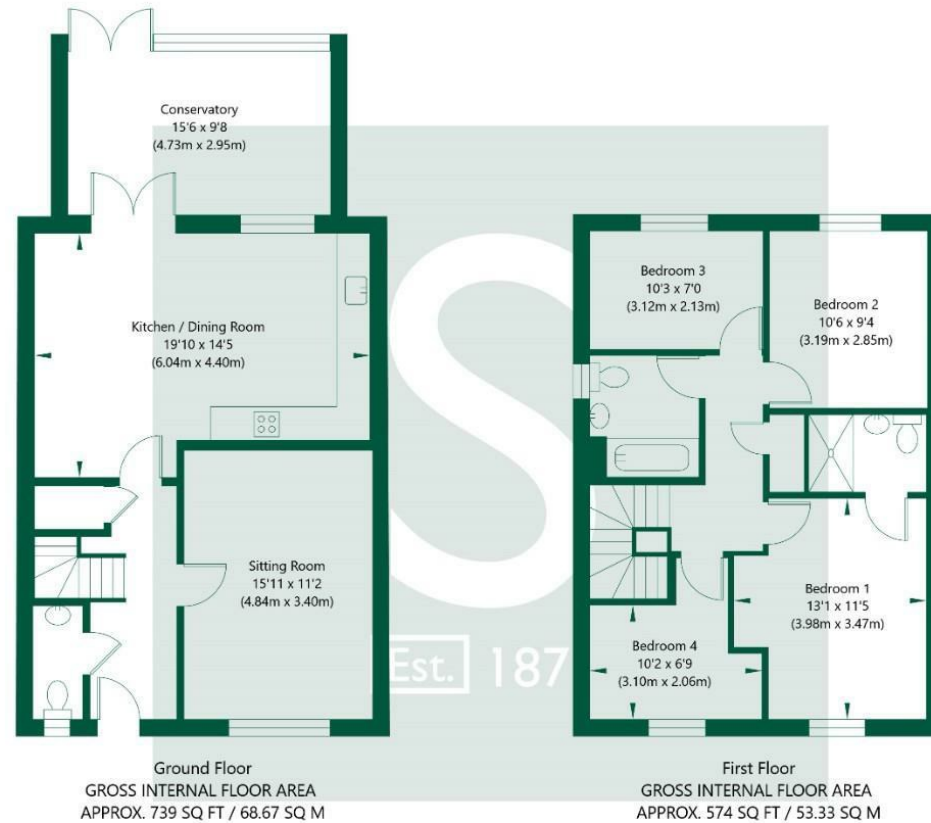 Conservatory
15'6 x 9'8
(4.73m x 2.95m)
Kitchen / Dining Room
19'10 x 14'5
(6.04m x 4.40m)
Sitting Room
15'11 x 11'2
(4.84m x 3.40m)
Ground Floor
GROSS INTERNAL FLOOR AREA
APPROX. 739 SQ FT / 68.67 SQ M
Bedroom 3
10'3 x 7'0
(3.12m x 2.13m)
Bedroom 2
10'6 x 9'4
(3.19m x 2.85m)
Bedroom 1
13'1 x 11'5
(3.98m x 3.47m)
Bedroom 4
10'2 x 6'9
(3.10m x 2.06m)
First Floor
GROSS INTERNAL FLOOR AREA
APPROX. 574 SQ FT / 53.33 SQ M
S
Est. 187